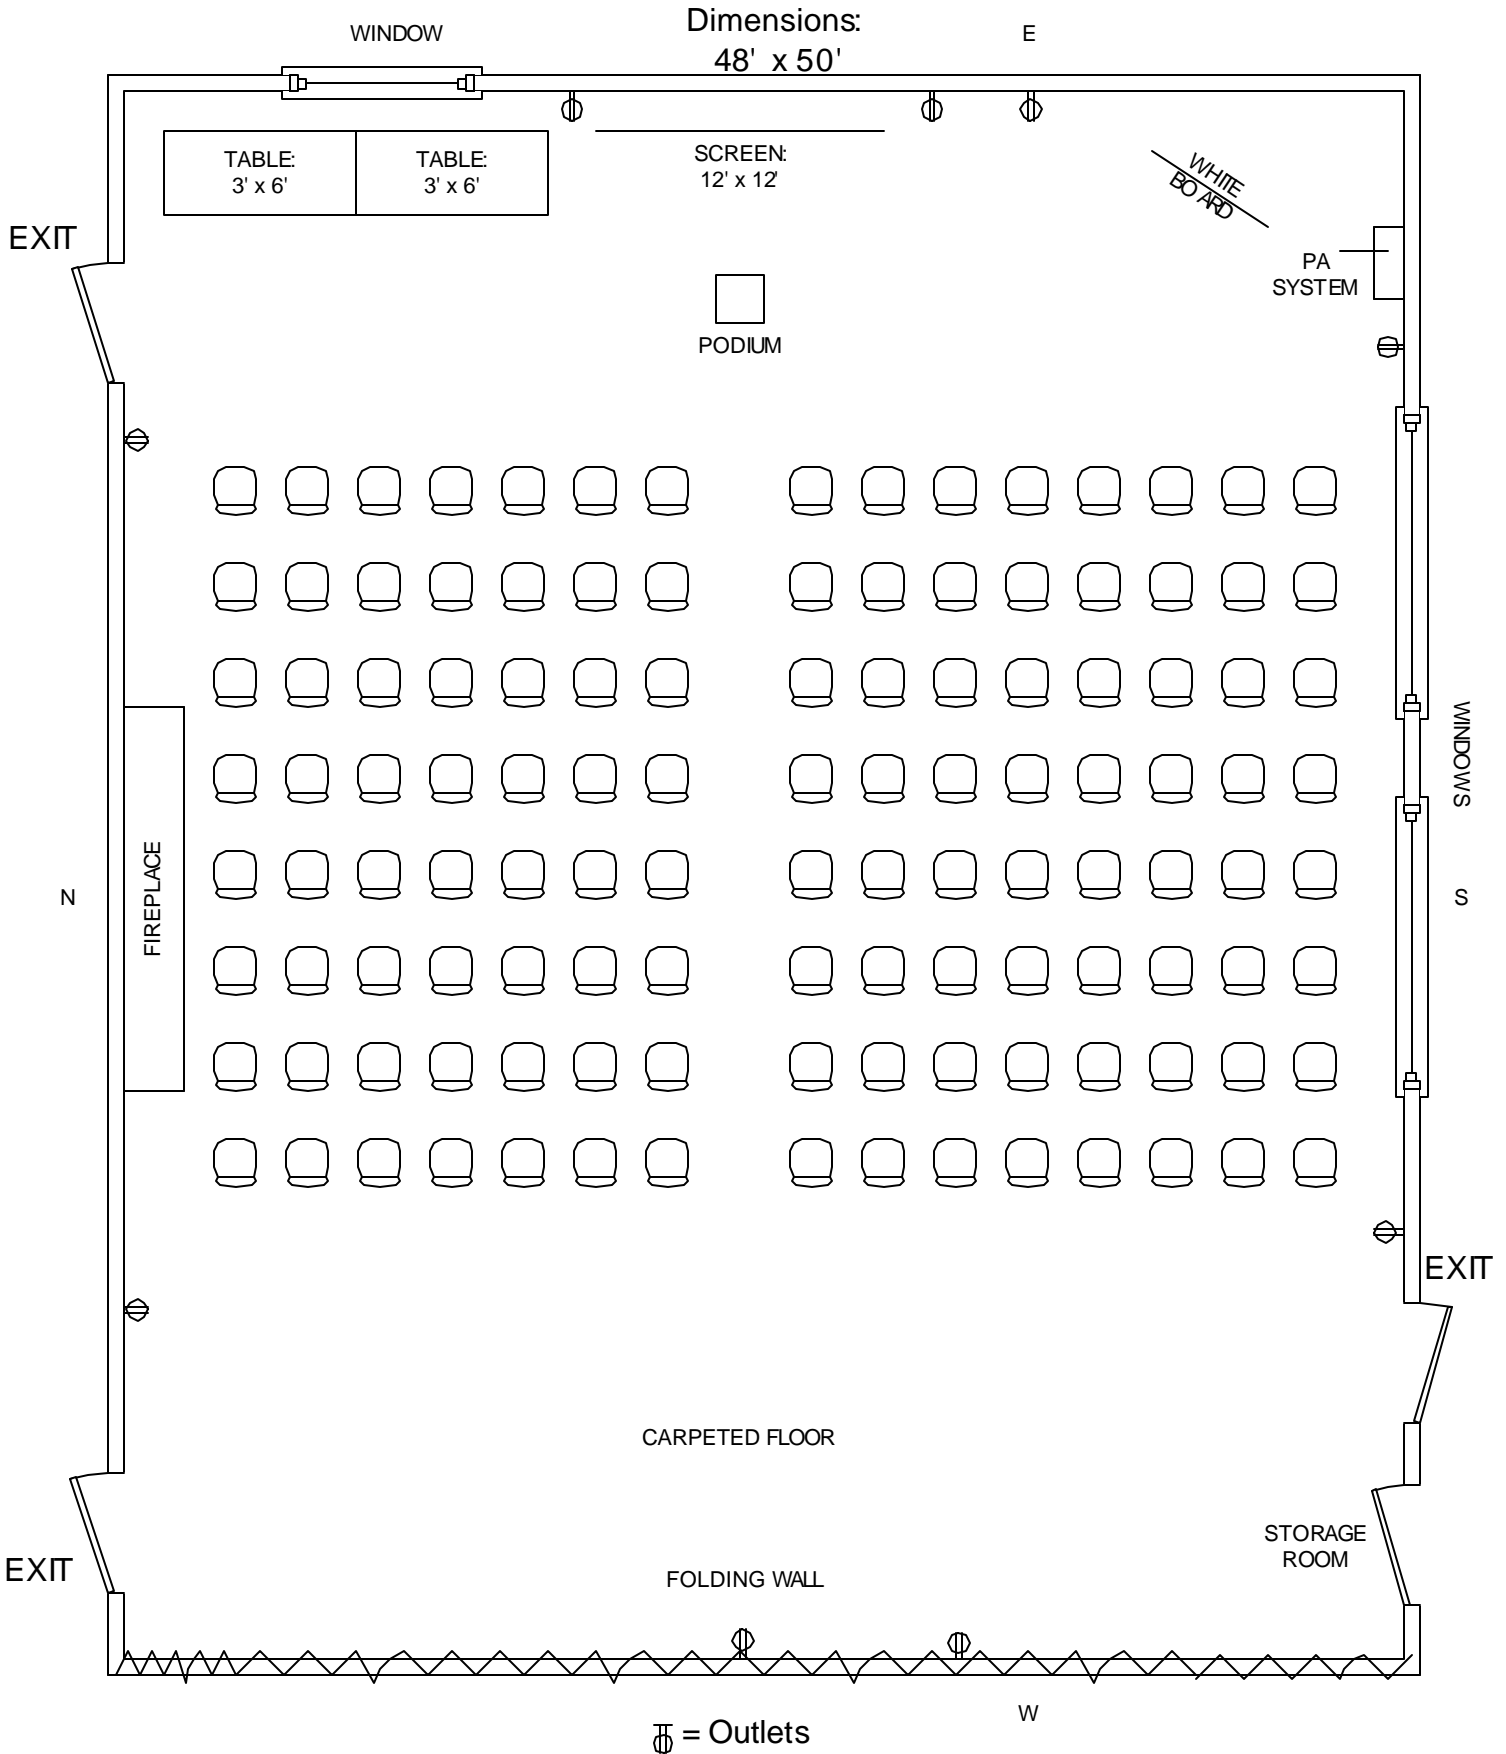 Dimensions:
48' x 50'
WINDOW
E
TABLE:
3' x 6'
TABLE:
3' x 6'
SCREEN:
12' x 12'
WHITE
BOARD
EXIT
PA
SYSTEM
PODIUM
WINDOWS
FIREPLACE
N
S
EXIT
CARPETED FLOOR
STORAGE
ROOM
EXIT
FOLDING WALL
W
= Outlets